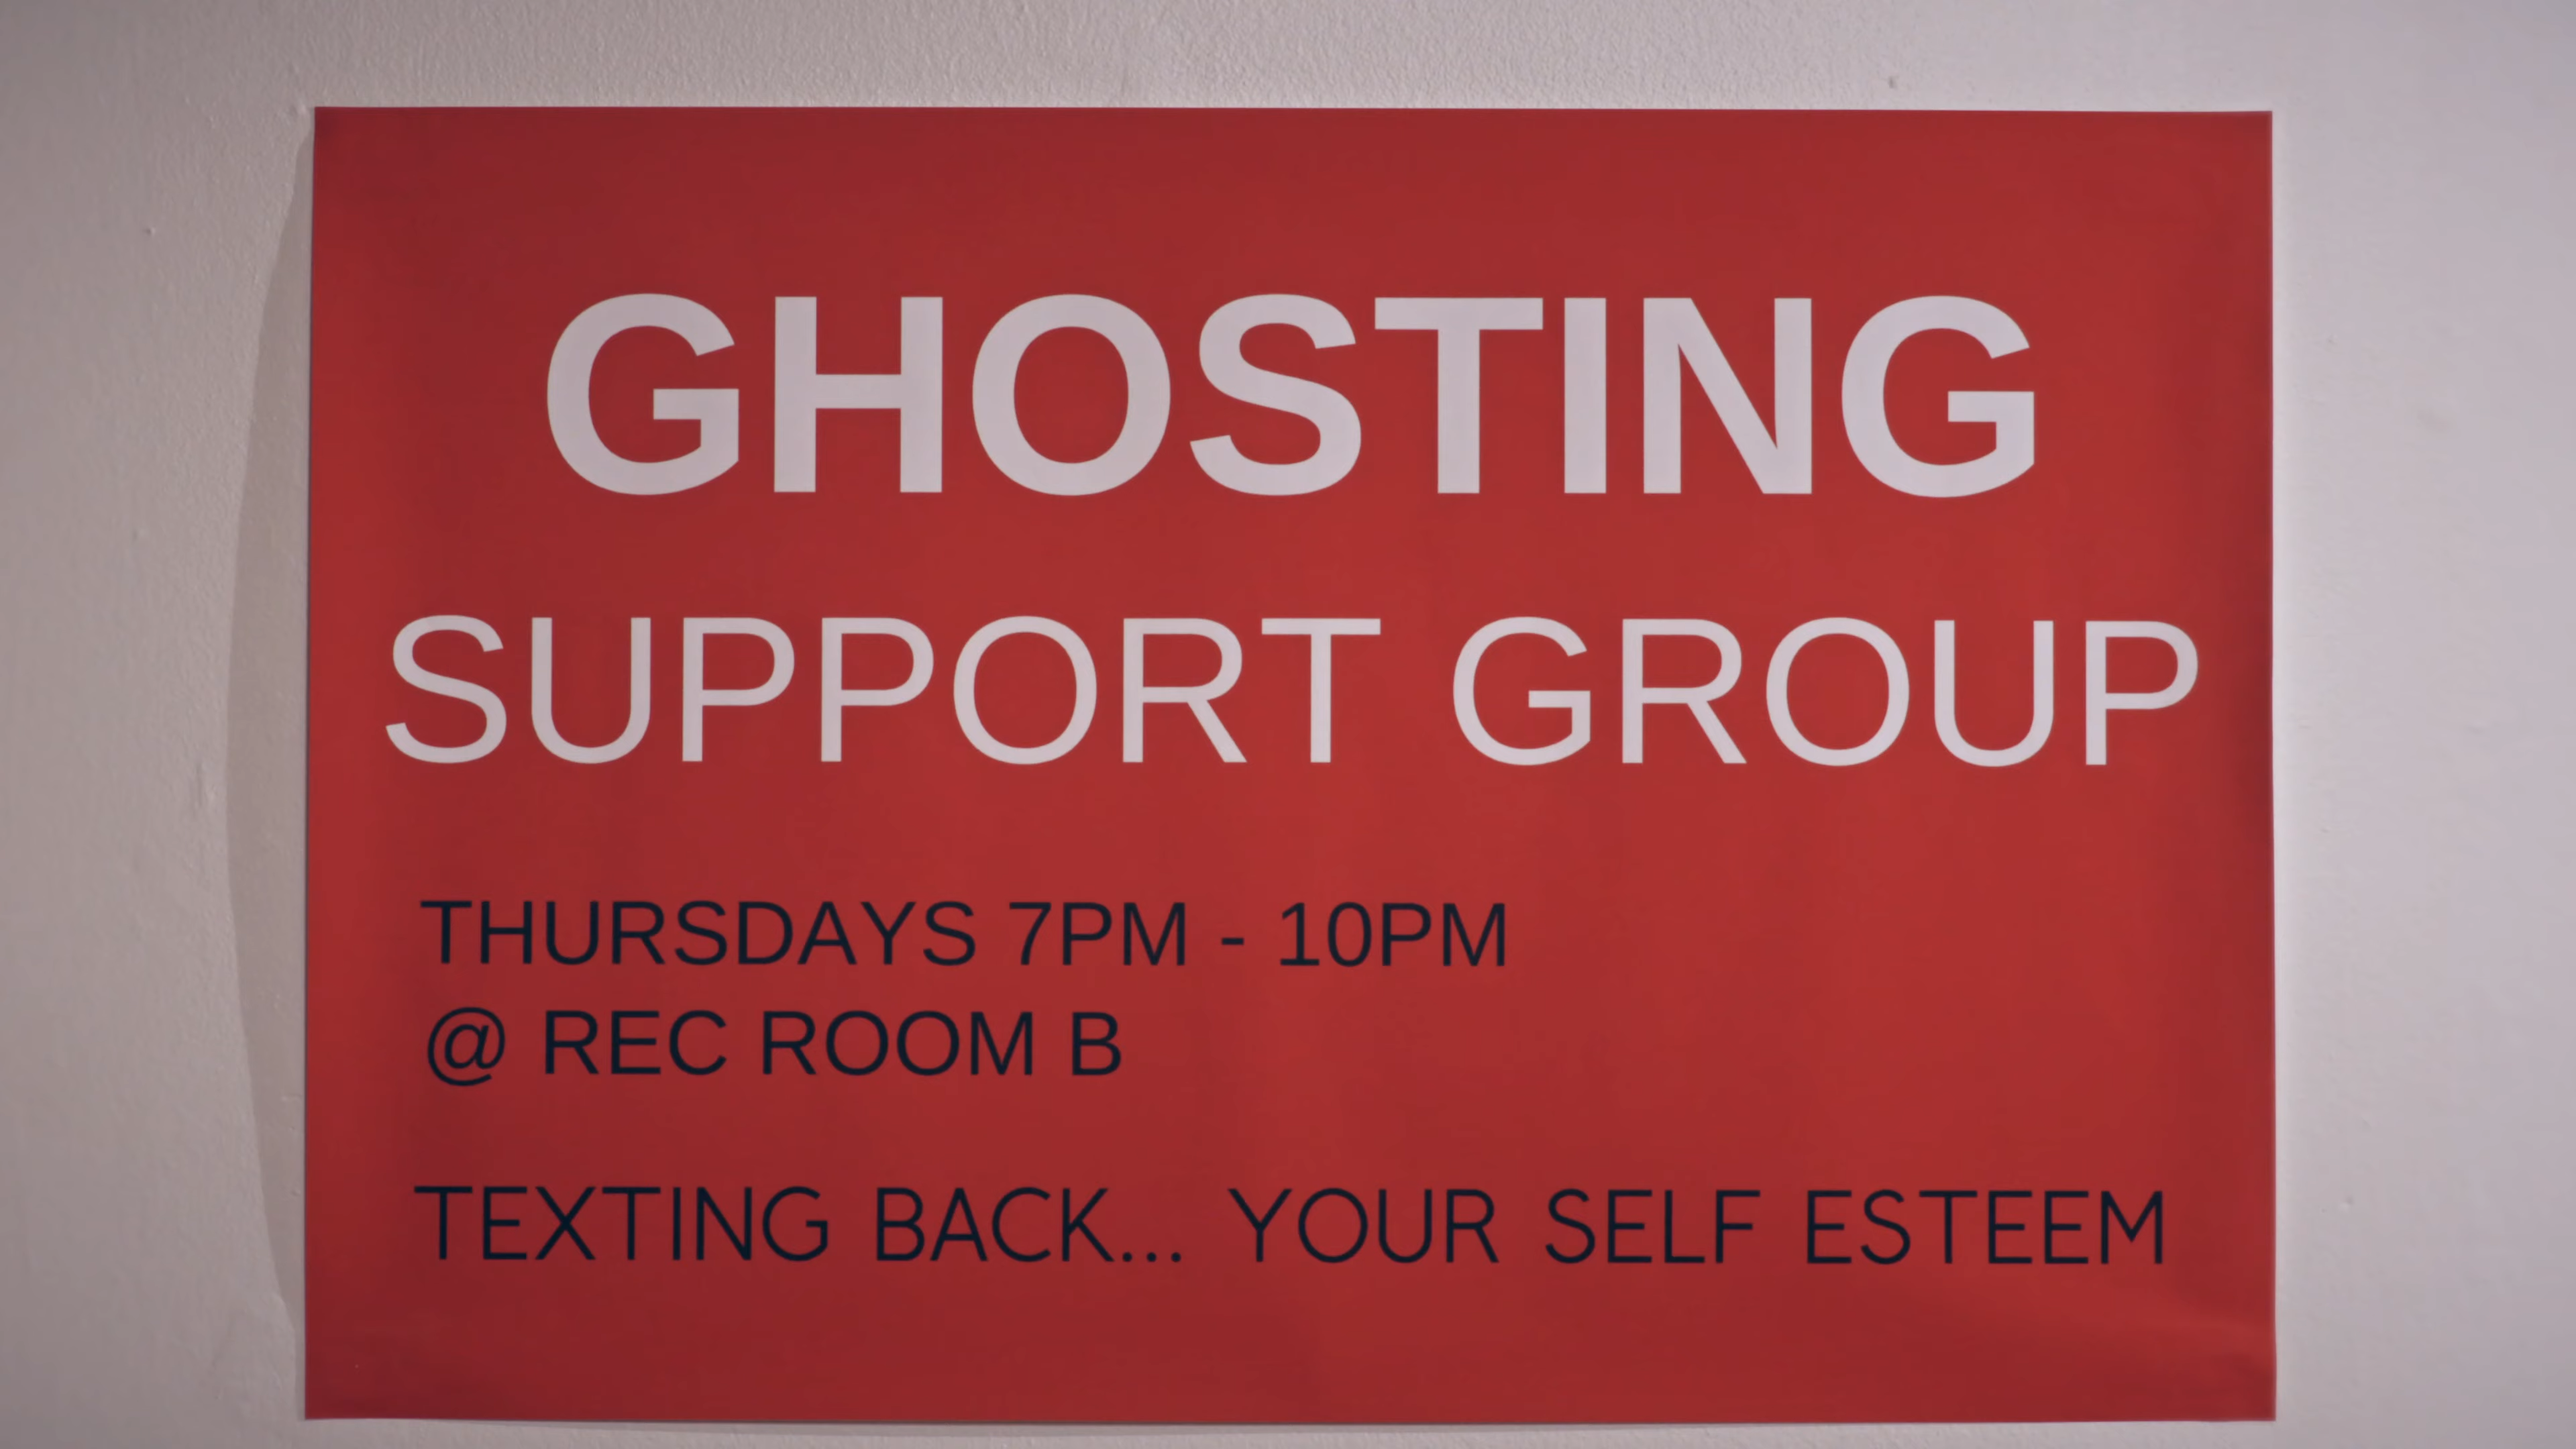 GHOSTING
SUPPORT GROUP
THURSDAYS 7PM - 10PM
@ REC ROOM B
TEXTING BACK... YOUR SELF ESTEEM